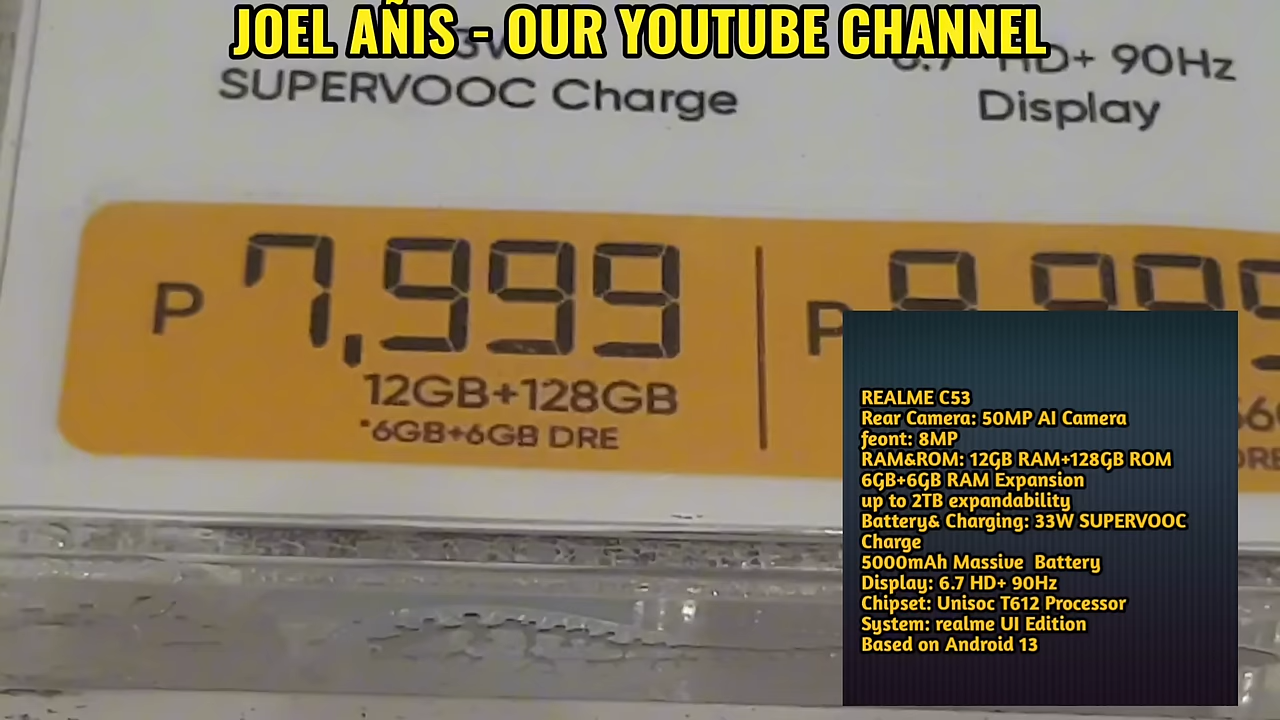 JOEL AÑIS - OUR YOUTUBE CHANNEL
SUPERVOOC Charge
HD+ 90Hz
Display
P 7,999
12GB+128GB
*6GB+6GB DRE
P
REALME C53
Rear Camera: 50MP AI Camera
feont: 8MP
RAM&ROM: 12GB RAM+128GB ROM
6GB+6GB RAM Expansion
up to 2TB expandability
Battery& Charging: 33W SUPERVOOC
Charge
5000mAh Massive Battery
Display: 6.7 HD+ 90Hz
Chipset: Unisoc T612 Processor
System: realme UI Edition
Based on Android 13